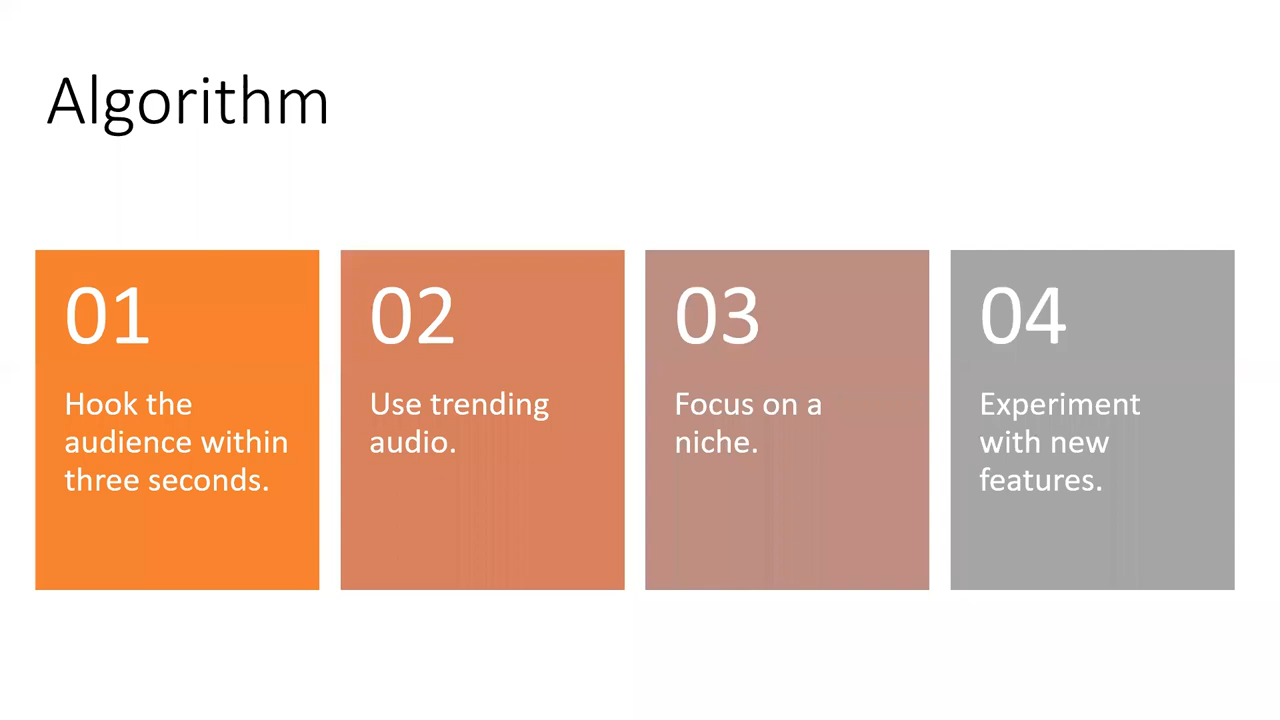 Algorithm
01
Hook the
audience within
three seconds.
02
Use trending
audio.
03
Focus on a
niche.
04
Experiment
with new
features.